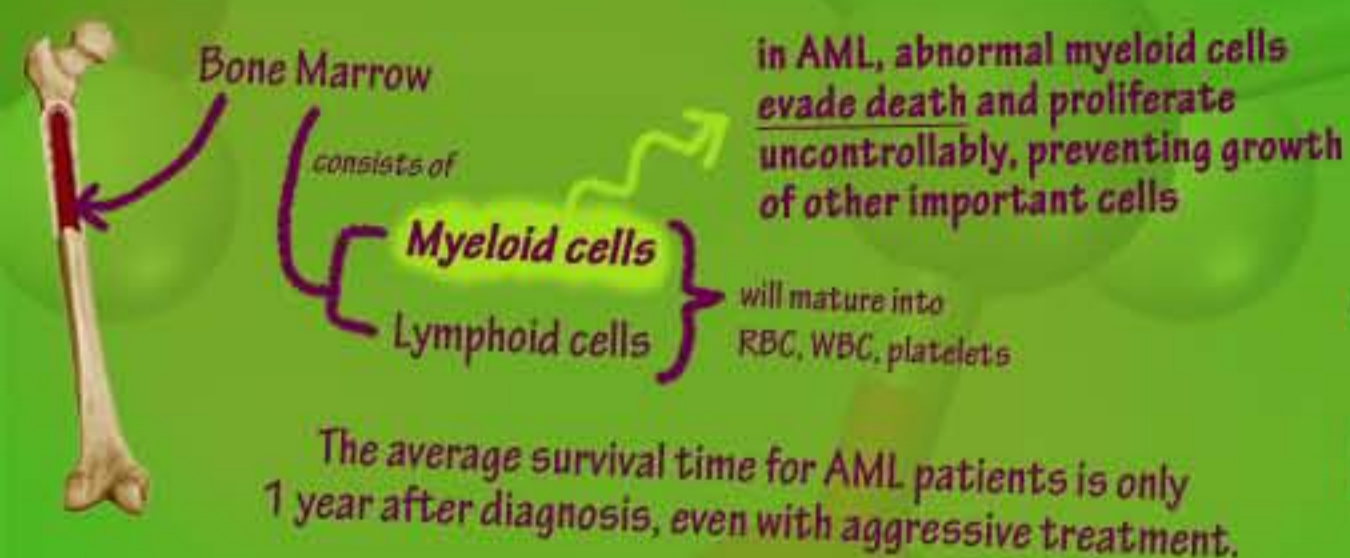 Bone Marrow
consists of
Myeloid cells
Lymphoid cells
in AML, abnormal myeloid cells
evade death and proliferate
uncontrollably, preventing growth
of other important cells
will mature into
RBC, WBC, platelets
The average survival time for AML patients is only
1 year after diagnosis, even with aggressive treatment.